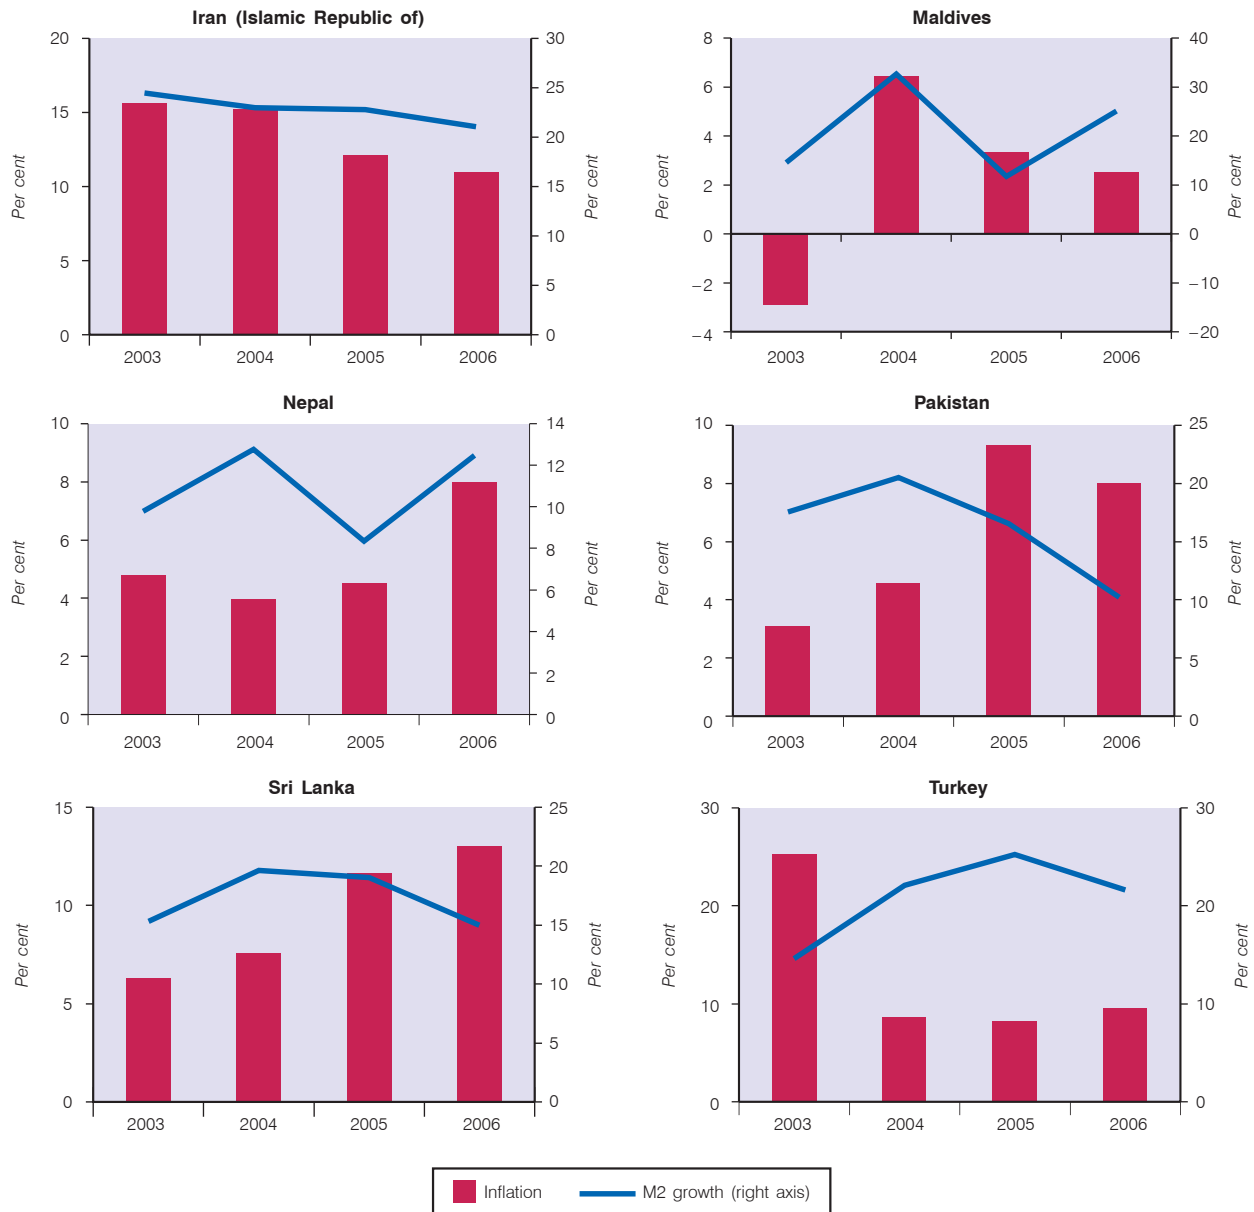 Iran (Islamic Republic of)
20
15
10
5
0
Per cent
30
25
20
15
10
5
0
Per cent
2003 2004 2005 2006
Maldives
8
6
4
2
0
−2
−4
Per cent
40
30
20
10
0
−10
−20
Per cent
2003 2004 2005 2006
Nepal
10
8
6
4
2
0
Per cent
14
12
10
8
6
4
2
0
Per cent
2003 2004 2005 2006
Pakistan
10
8
6
4
2
0
Per cent
25
20
15
10
5
0
Per cent
2003 2004 2005 2006
Sri Lanka
15
10
5
0
Per cent
25
20
15
10
5
0
Per cent
2003 2004 2005 2006
Turkey
30
20
10
0
Per cent
30
20
10
0
Per cent
2003 2004 2005 2006
Inflation M2 growth (right axis)